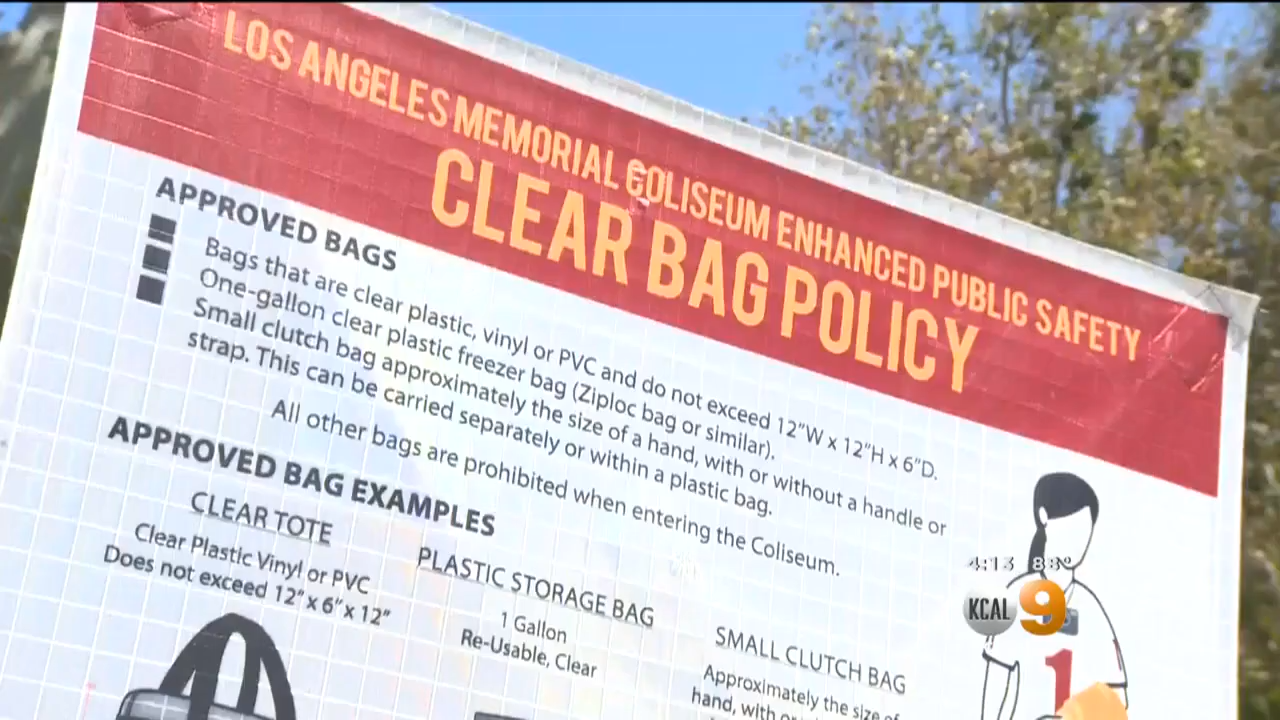 LOS ANGELES MEMORIAL COLISEUM ENHANCED PUBLIC SAFETY
CLEAR BAG POLICY
APPROVED BAGS
Bags that are clear plastic, vinyl or PVC and do not exceed 12"W x 12"H x 6"D.
One-gallon clear plastic freezer bag (Ziploc bag or similar).
Small clutch bag approximately the size of a hand, with or without a handle or
strap. This can be carried separately or within a plastic bag.
All other bags are prohibited when entering the Coliseum.
APPROVED BAG EXAMPLES
CLEAR TOTE
Clear Plastic Vinyl or PVC
Does not exceed 12" x 6" x 12"
PLASTIC STORAGE BAG
1 Gallon
Re-Usable, Clear
SMALL CLUTCH BAG
Approximately the size of
hand, with or
1
4:13 88°
KCAL 9